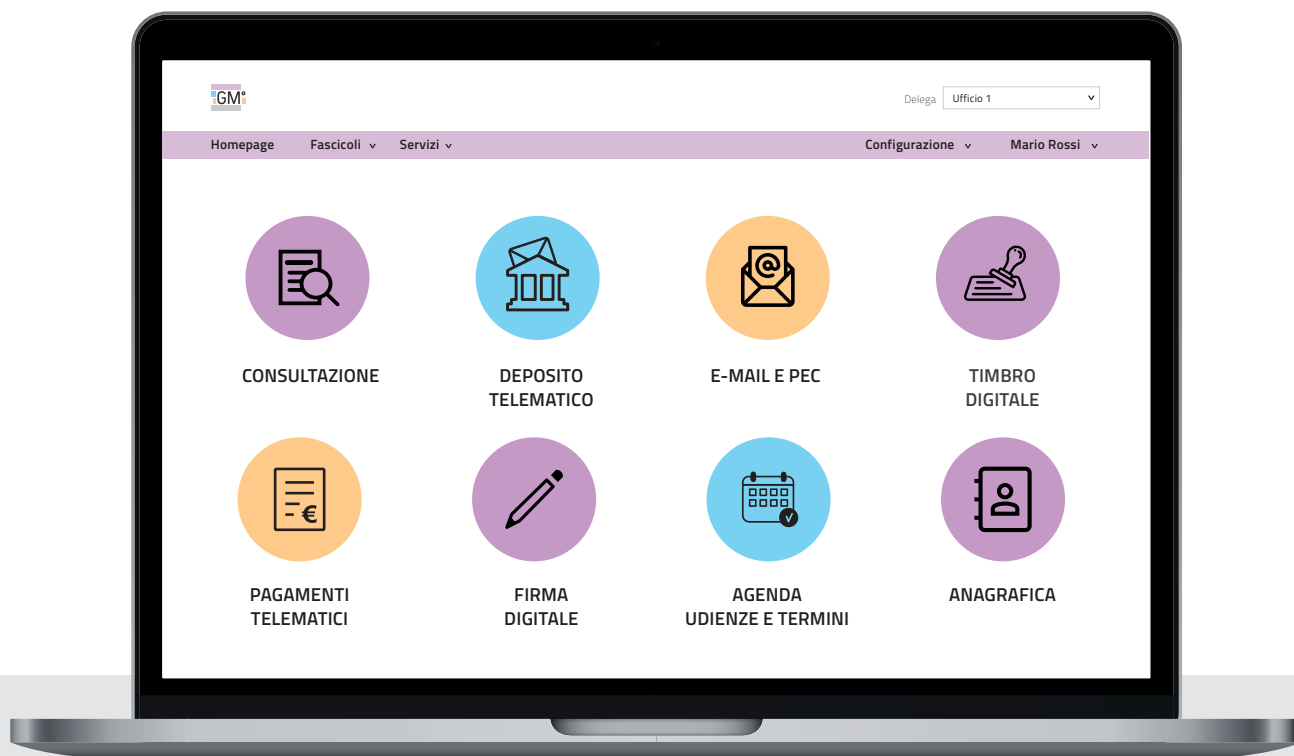 GM°
Delega Ufficio 1
Homepage Fascicoli Servizi Configurazione Mario Rossi
@
CONSULTAZIONE
DEPOSITO
TELEMATICO
E-MAIL E PEC
TIMBRO
DIGITALE
€
PAGAMENTI
TELEMATICI
FIRMA
DIGITALE
AGENDA
UDIENZE E TERMINI
ANAGRAFICA